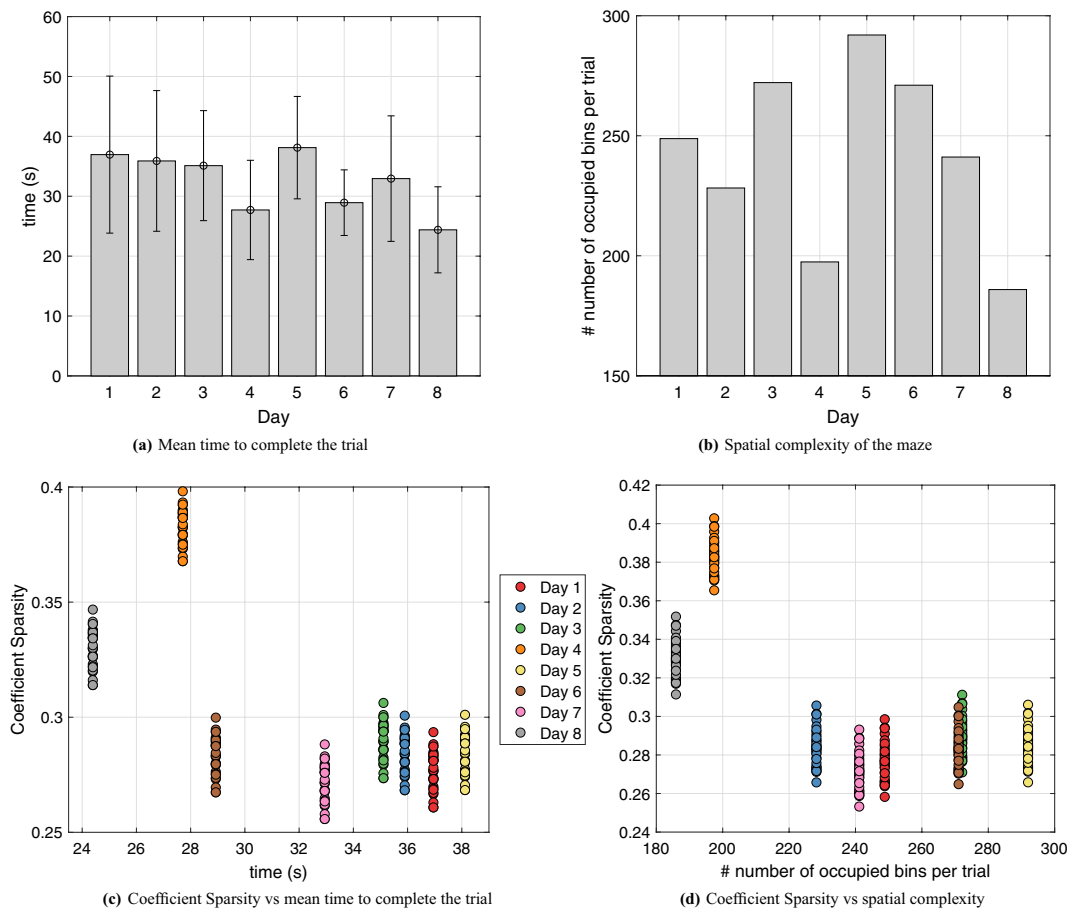 60
50
40
30
20
10
0
time (s)
1 2 3 4 5 6 7 8
Day
(a) Mean time to complete the trial
300
250
200
150
# number of occupied bins per trial
1 2 3 4 5 6 7 8
Day
(b) Spatial complexity of the maze
0.4
0.35
0.3
0.25
Coefficient Sparsity
24 26 28 30 32 34 36 38
time (s)
(c) Coefficient Sparsity vs mean time to complete the trial
Day 1
Day 2
Day 3
Day 4
Day 5
Day 6
Day 7
Day 8
0.42
0.4
0.38
0.36
0.34
0.32
0.3
0.28
0.26
0.24
Coefficient Sparsity
180 200 220 240 260 280 300
# number of occupied bins per trial
(d) Coefficient Sparsity vs spatial complexity